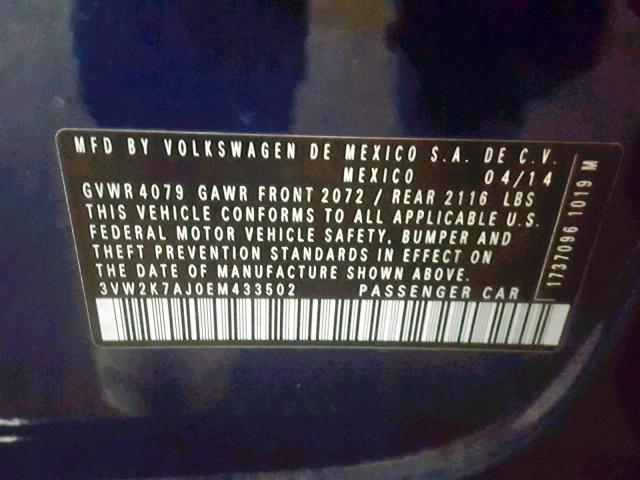 MFD BY VOLKSWAGEN DE MEXICO S.A. DE C.V.
MEXICO 04/14
GVWR 4079 GAWR FRONT 2072 / REAR 2116 LBS
THIS VEHICLE CONFORMS TO ALL APPLICABLE U.S.
FEDERAL MOTOR VEHICLE SAFETY, BUMPER AND
THEFT PREVENTION STANDARDS IN EFFECT ON
THE DATE OF MANUFACTURE SHOWN ABOVE.
3VW2K7AJ0EM433502 PASSENGER CAR
1737096 1019 M